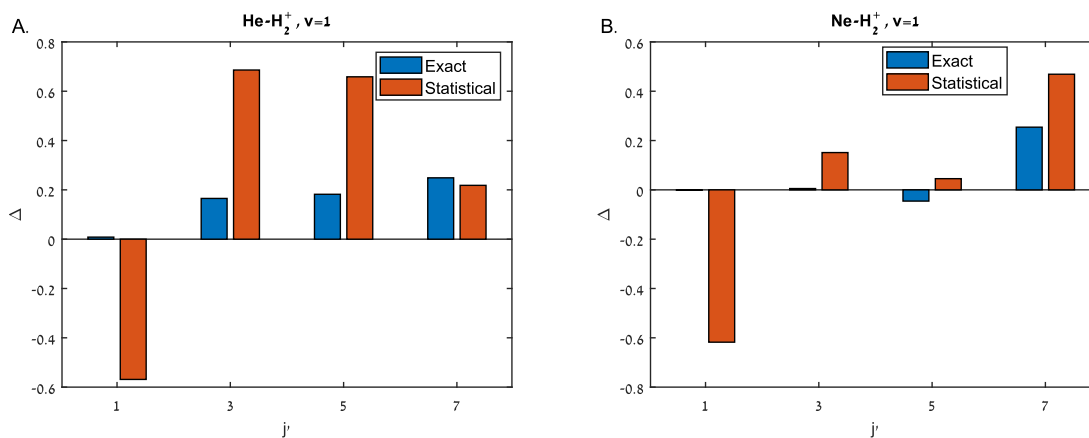 A.
He-H₂⁺, v=1
0.8
0.6
0.4
0.2
0
-0.2
-0.4
-0.6
Δ
Exact
Statistical
1 3 5 7
j′
B.
Ne-H₂⁺, v=1
0.6
0.4
0.2
0
-0.2
-0.4
-0.6
-0.8
Δ
Exact
Statistical
1 3 5 7
j′